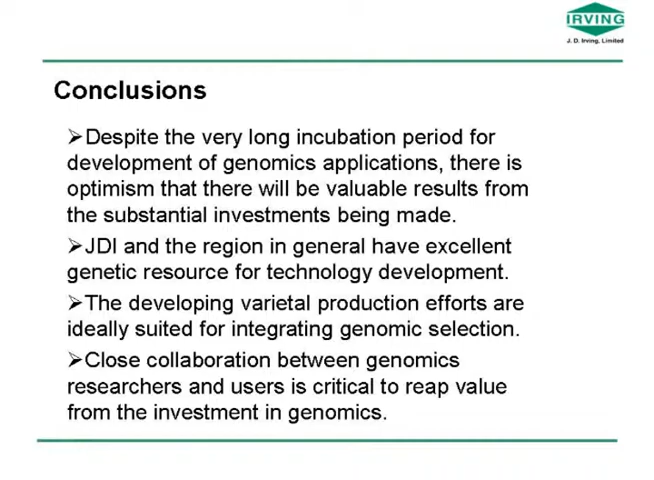 IRVING
J. D. Irving, Limited
Conclusions
➢Despite the very long incubation period for
development of genomics applications, there is
optimism that there will be valuable results from
the substantial investments being made.
➢JDI and the region in general have excellent
genetic resource for technology development.
➢The developing varietal production efforts are
ideally suited for integrating genomic selection.
➢Close collaboration between genomics
researchers and users is critical to reap value
from the investment in genomics.